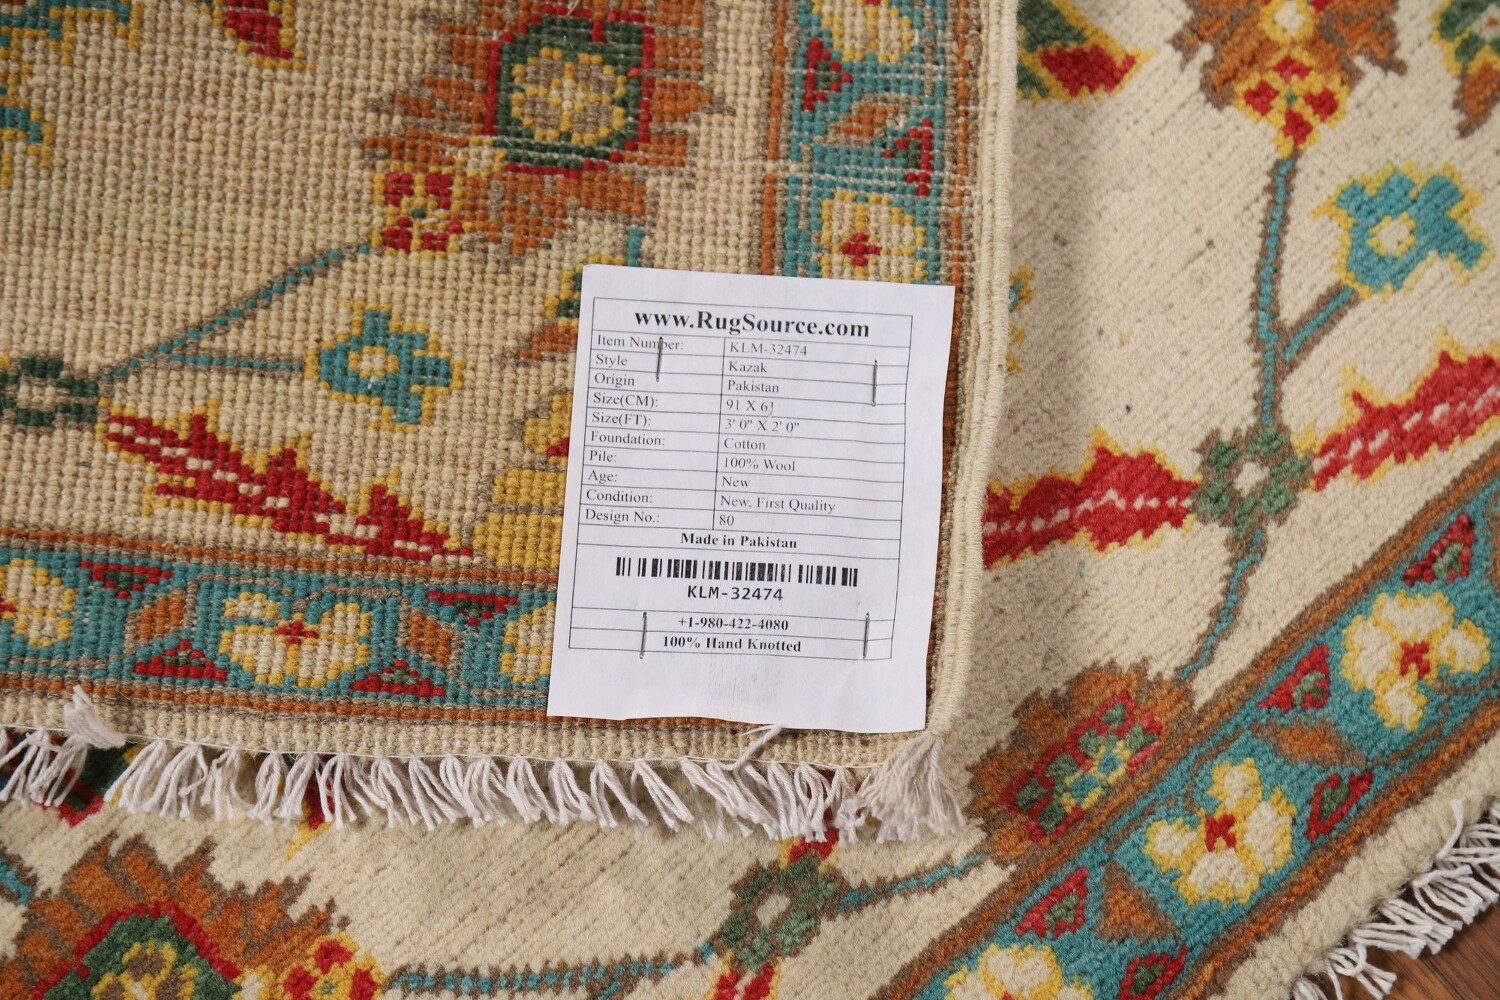 www.RugSource.com
Item Number: KLM-32474
Style Kazak
Origin Pakistan
Size(CM): 91 X 61
Size(FT): 3' 0" X 2' 0"
Foundation: Cotton
Pile: 100% Wool
Age: New
Condition: New, First Quality
Design No.: 80
Made in Pakistan
KLM-32474
+1-980-422-4080
100% Hand Knotted